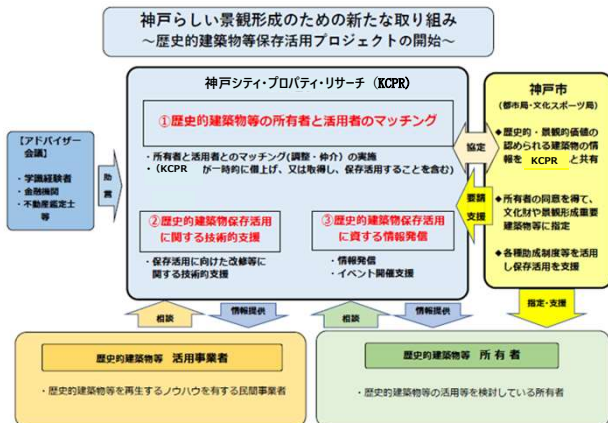 神戸らしい景観形成のための新たな取り組み
～歴史的建築物等保存活用プロジェクトの開始～
神戸シティ・プロパティ・リサーチ（KCPR）
①歴史的建築物等の所有者と活用者のマッチング
・所有者と活用者とのマッチング(調整・仲介）の実施
・（KCPR が一時的に借上げ、又は取得し、保存活用することを含む）
②歴史的建築物保存活用
に関する技術的支援
・保存活用に向けた改修等に
関する技術的支援
③歴史的建築物保存活用
に資する情報発信
・情報発信
・イベント開催支援
【アドバイザー
会議】
・学識経験者
・金融機関
・不動産鑑定士
等
助言
協定
要請
支援
神戸市
(都市局・文化スポーツ局)
◆歴史的・景観的価値の
認められる建築物の情
報を KCPR と共有
◆所有者の同意を得て、
文化財や景観形成重要
建築物等に指定
◆各種助成制度等を活用
し保存活用を支援
相談
情報提供
相談
情報提供
指定・支援
歴史的建築物等 活用事業者
・歴史的建築物等を再生するノウハウを有する民間事業者
歴史的建築物等 所有者
・歴史的建築物等の活用等を検討している所有者